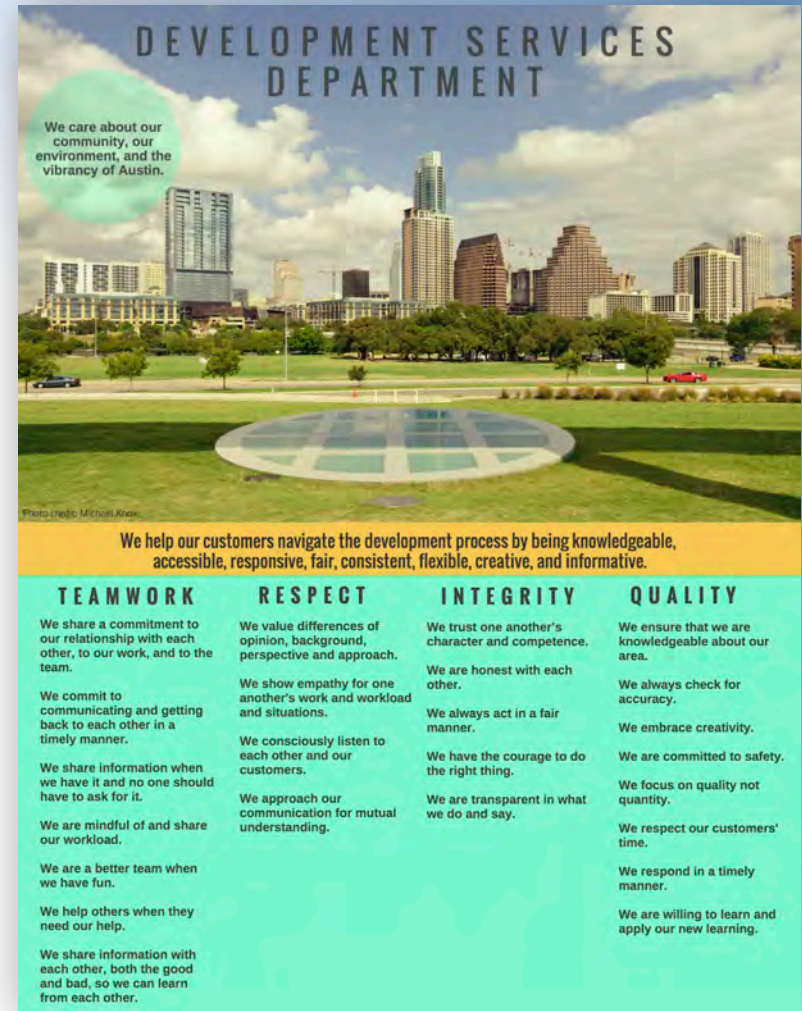 DEVELOPMENT SERVICES
DEPARTMENT
We care about our
community, our
environment, and the
vibrancy of Austin.
Photo credit: Michael Knox
We help our customers navigate the development process by being knowledgeable,
accessible, responsive, fair, consistent, flexible, creative, and informative.
TEAMWORK
We share a commitment to
our relationship with each
other, to our work, and to the
team.
We commit to
communicating and getting
back to each other in a
timely manner.
We share information when
we have it and no one should
have to ask for it.
We are mindful of and share
our workload.
We are a better team when
we have fun.
We help others when they
need our help.
We share information with
each other, both the good
and bad, so we can learn
from each other.
RESPECT
We value differences of
opinion, background,
perspective and approach.
We show empathy for one
another's work and workload
and situations.
We consciously listen to
each other and our
customers.
We approach our
communication for mutual
understanding.
INTEGRITY
We trust one another's
character and competence.
We are honest with each
other.
We always act in a fair
manner.
We have the courage to do
the right thing.
We are transparent in what
we do and say.
QUALITY
We ensure that we are
knowledgeable about our
area.
We always check for
accuracy.
We embrace creativity.
We are committed to safety.
We focus on quality not
quantity.
We respect our customers'
time.
We respond in a timely
manner.
We are willing to learn and
apply our new learning.